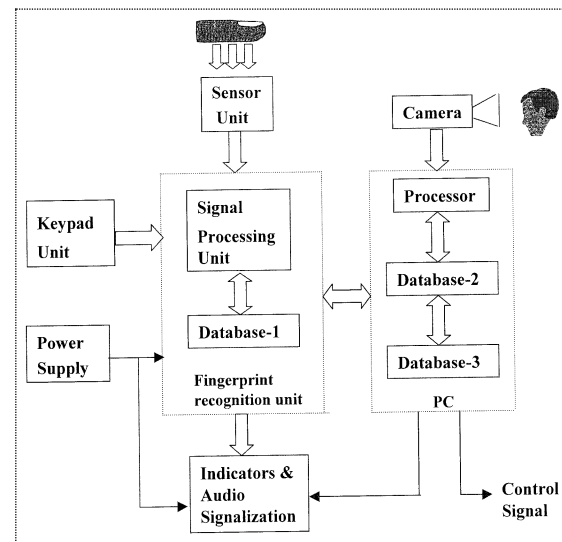 Sensor
Unit
Camera
Keypad
Unit
Signal
Processing
Unit
Processor
Database-2
Database-1
Power
Supply
Database-3
Fingerprint
recognition unit
PC
Indicators &
Audio
Signalization
Control
Signal